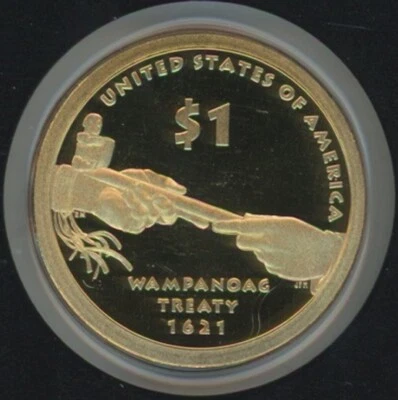 UNITED STATES OF AMERICA
$1
WAMPANOAG
TREATY
1621